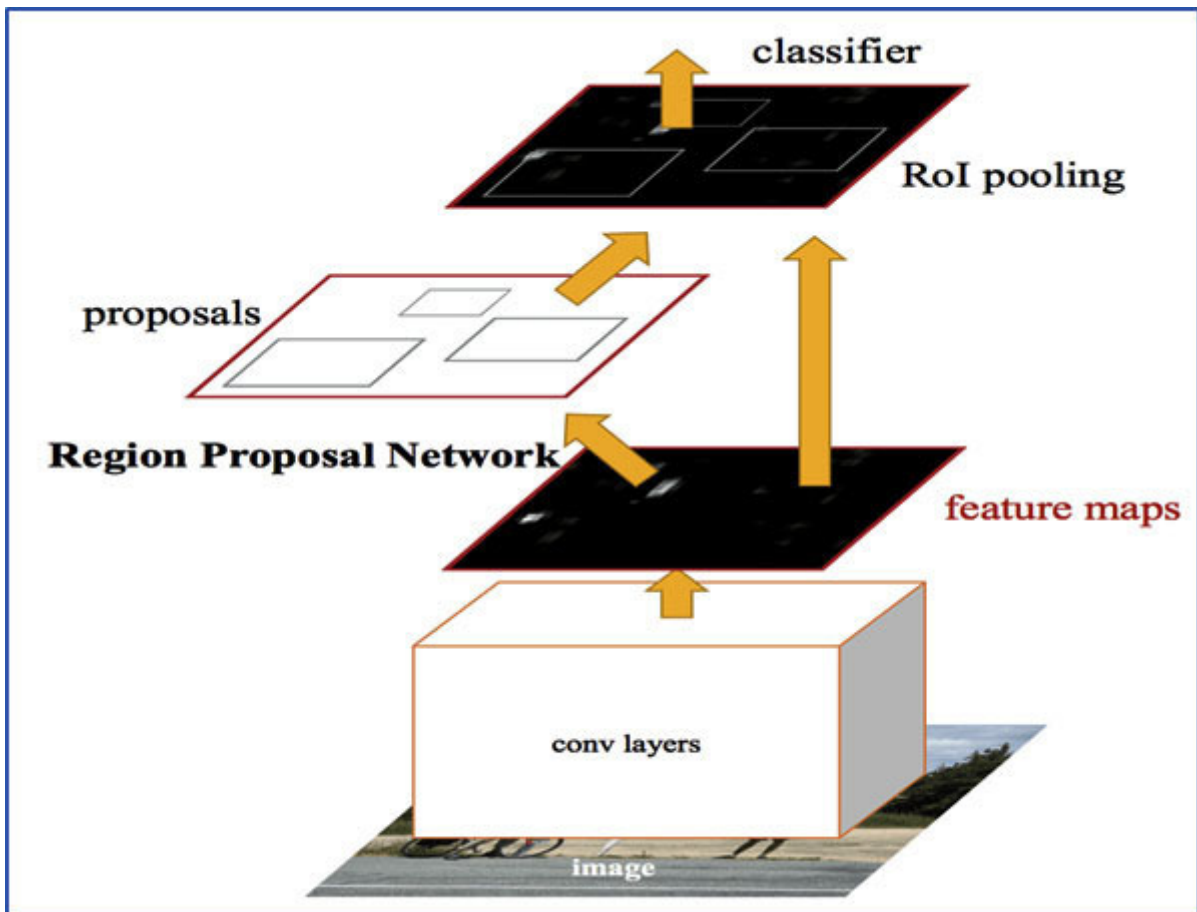 classifier
RoI pooling
proposals
Region Proposal Network
feature maps
conv layers
image